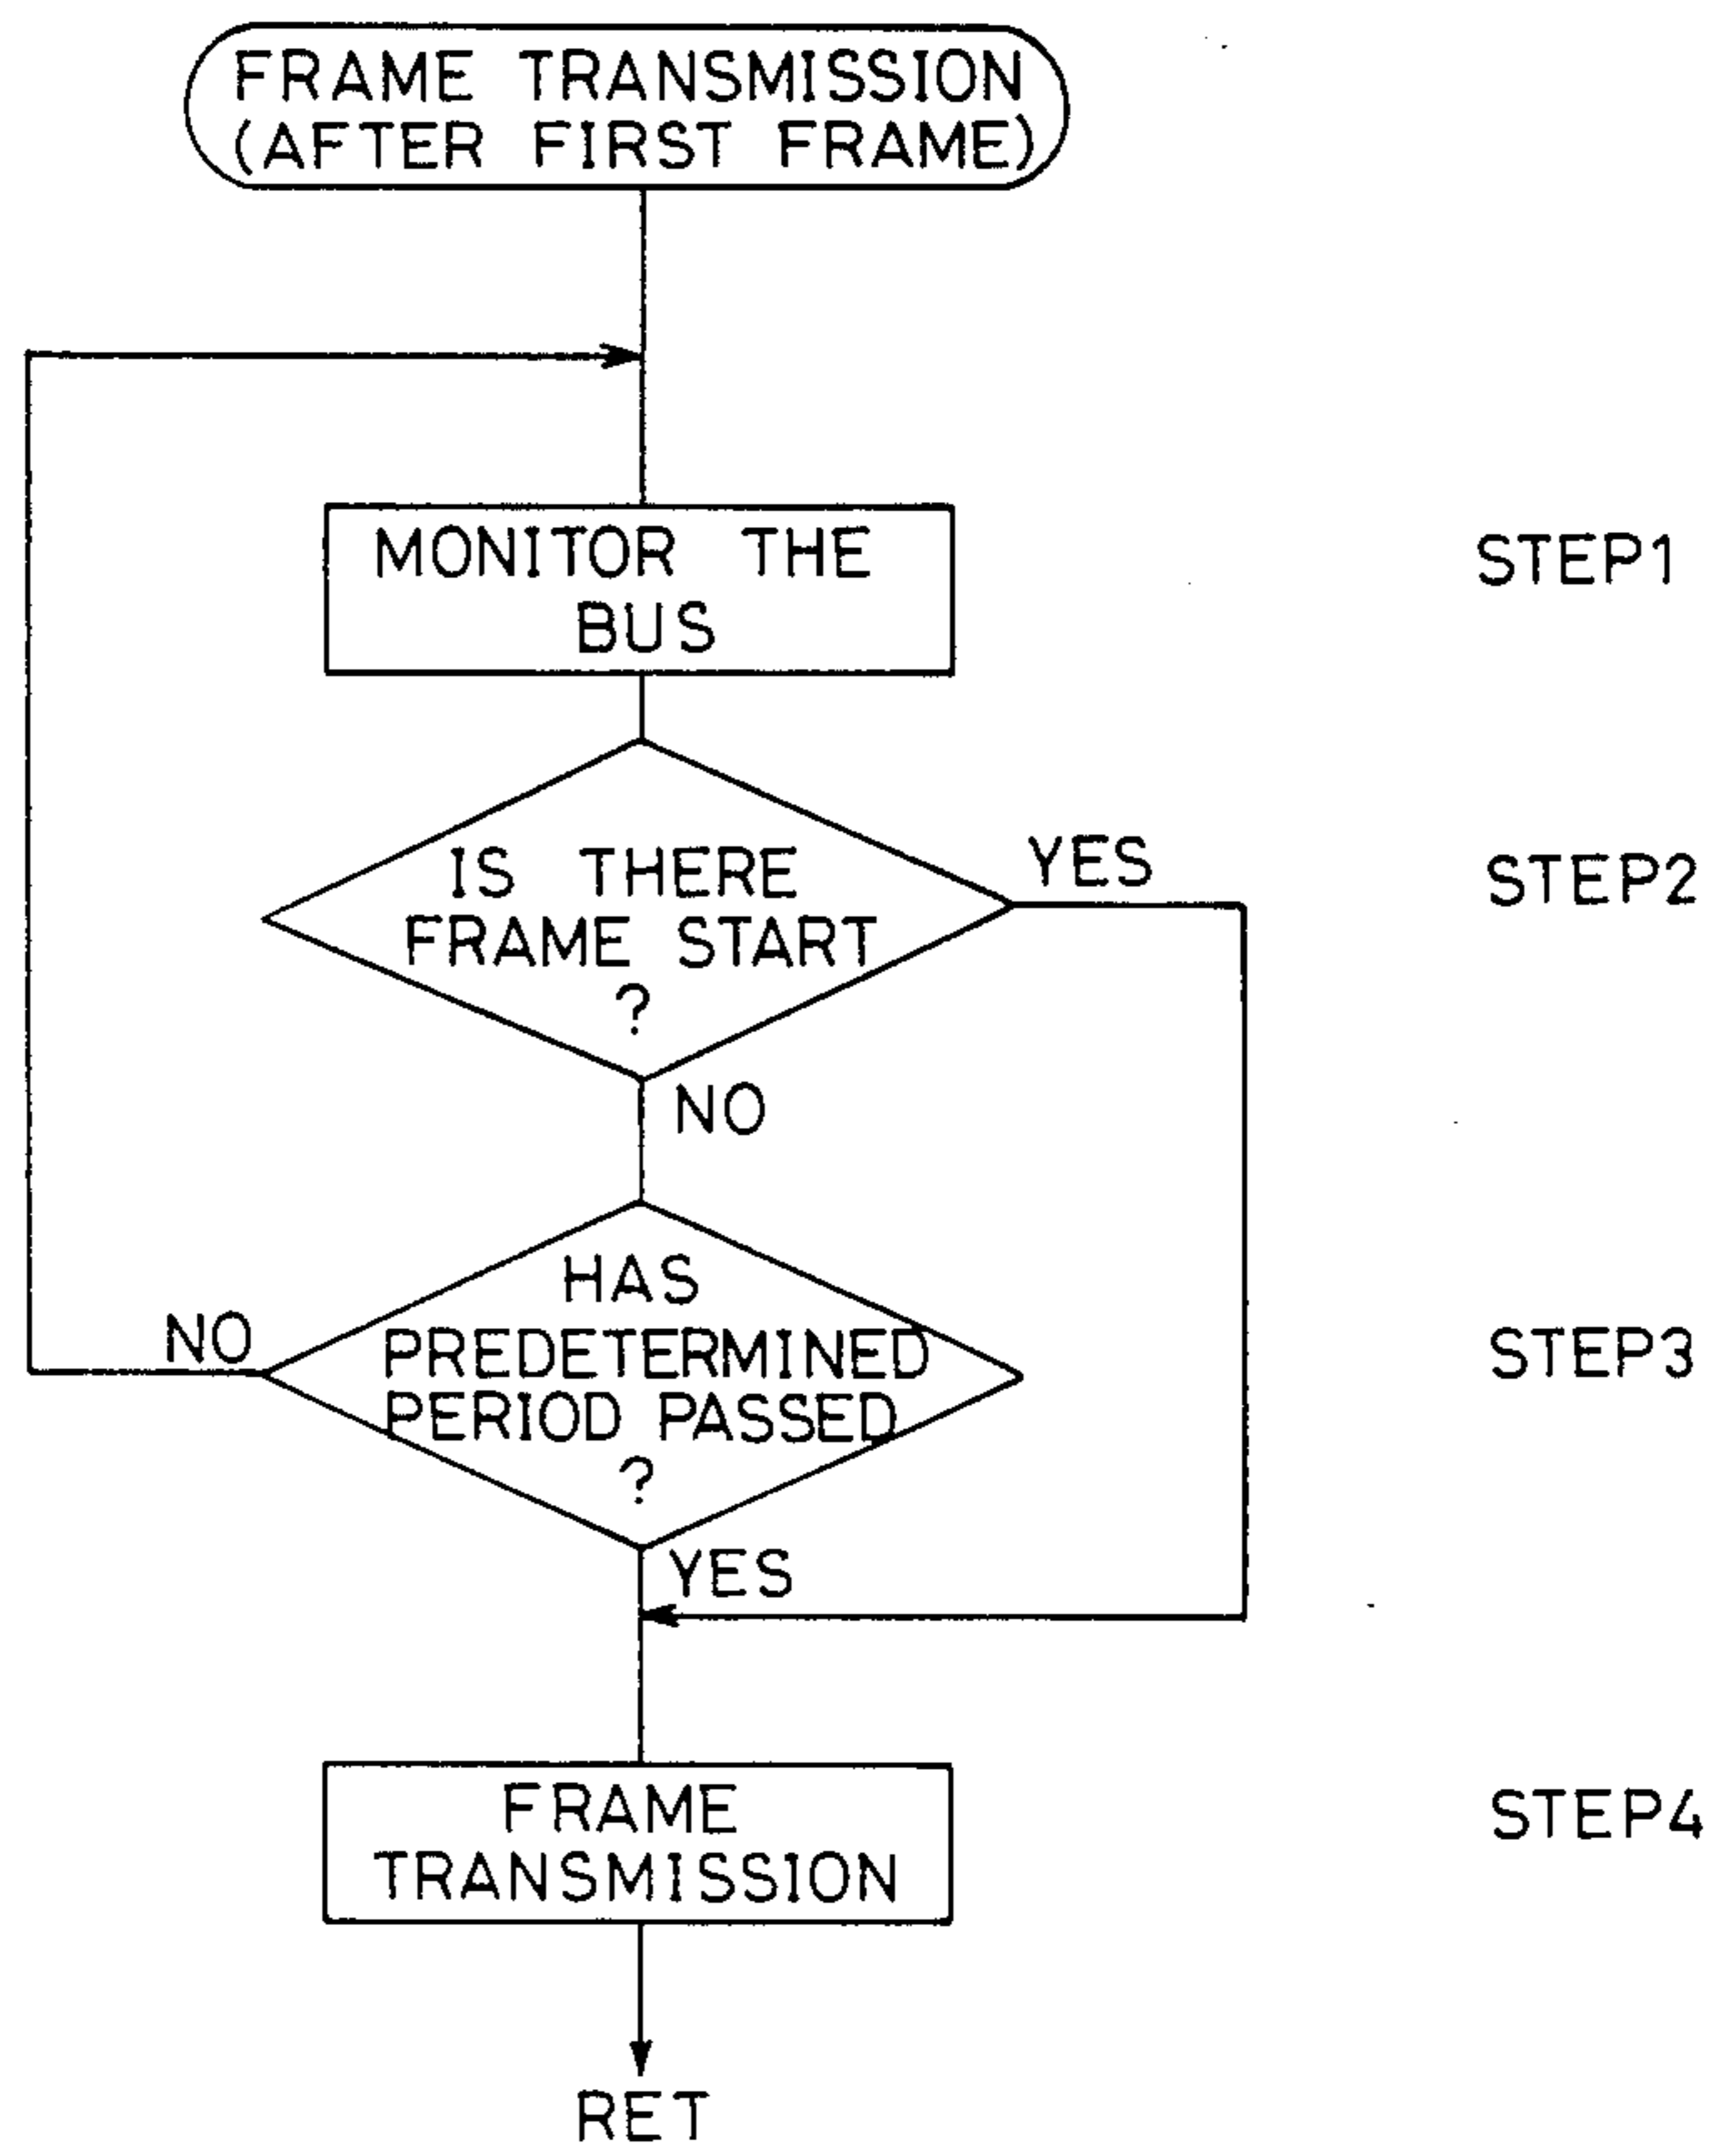 FRAME TRANSMISSION
(AFTER FIRST FRAME)
MONITOR THE
BUS
STEP1
IS THERE
FRAME START
?
YES
STEP2
NO
HAS
PREDETERMINED
PERIOD PASSED
?
NO
STEP3
YES
FRAME
TRANSMISSION
STEP4
RET